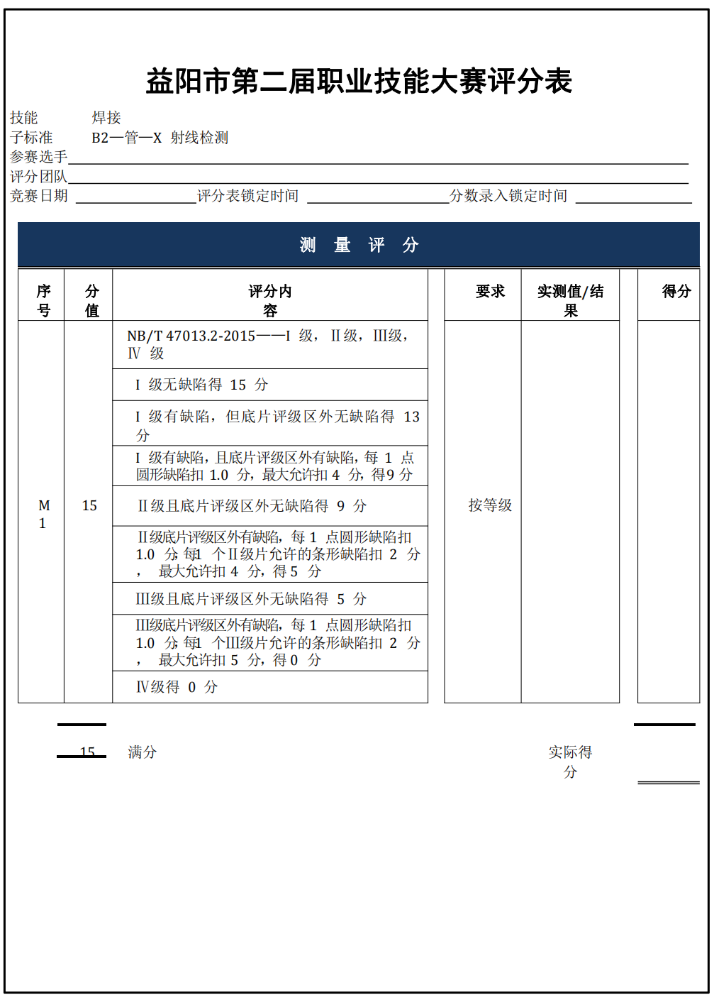 益阳市第二届职业技能大赛评分表
技能 焊接
子标准 B2—管—X 射线检测
参赛选手
评分团队
竞赛日期 评分表锁定时间 分数录入锁定时间
测 量 评 分
序号 分值 评分内容 要求 实测值/结果 得分
NB/T 47013.2-2015——I 级，Ⅱ级，Ⅲ级，
Ⅳ 级
I 级无缺陷得 15 分
I 级有缺陷，但底片评级区外无缺陷得 13
分
I 级有缺陷，且底片评级区外有缺陷，每 1 点
圆形缺陷扣 1.0 分，最大允许扣 4 分，得9 分
M1 15 Ⅱ级且底片评级区外无缺陷得 9 分 按等级
Ⅱ级底片评级区外有缺陷，每 1 点圆形缺陷扣
1.0 分；每1 个Ⅱ级片允许的条形缺陷扣 2 分
， 最大允许扣 4 分，得 5 分
Ⅲ级且底片评级区外无缺陷得 5 分
Ⅲ级底片评级区外有缺陷，每 1 点圆形缺陷扣
1.0 分；每1 个Ⅲ级片允许的条形缺陷扣 2 分
， 最大允许扣 5 分，得 0 分
Ⅳ级得 0 分
15 满分 实际得
分